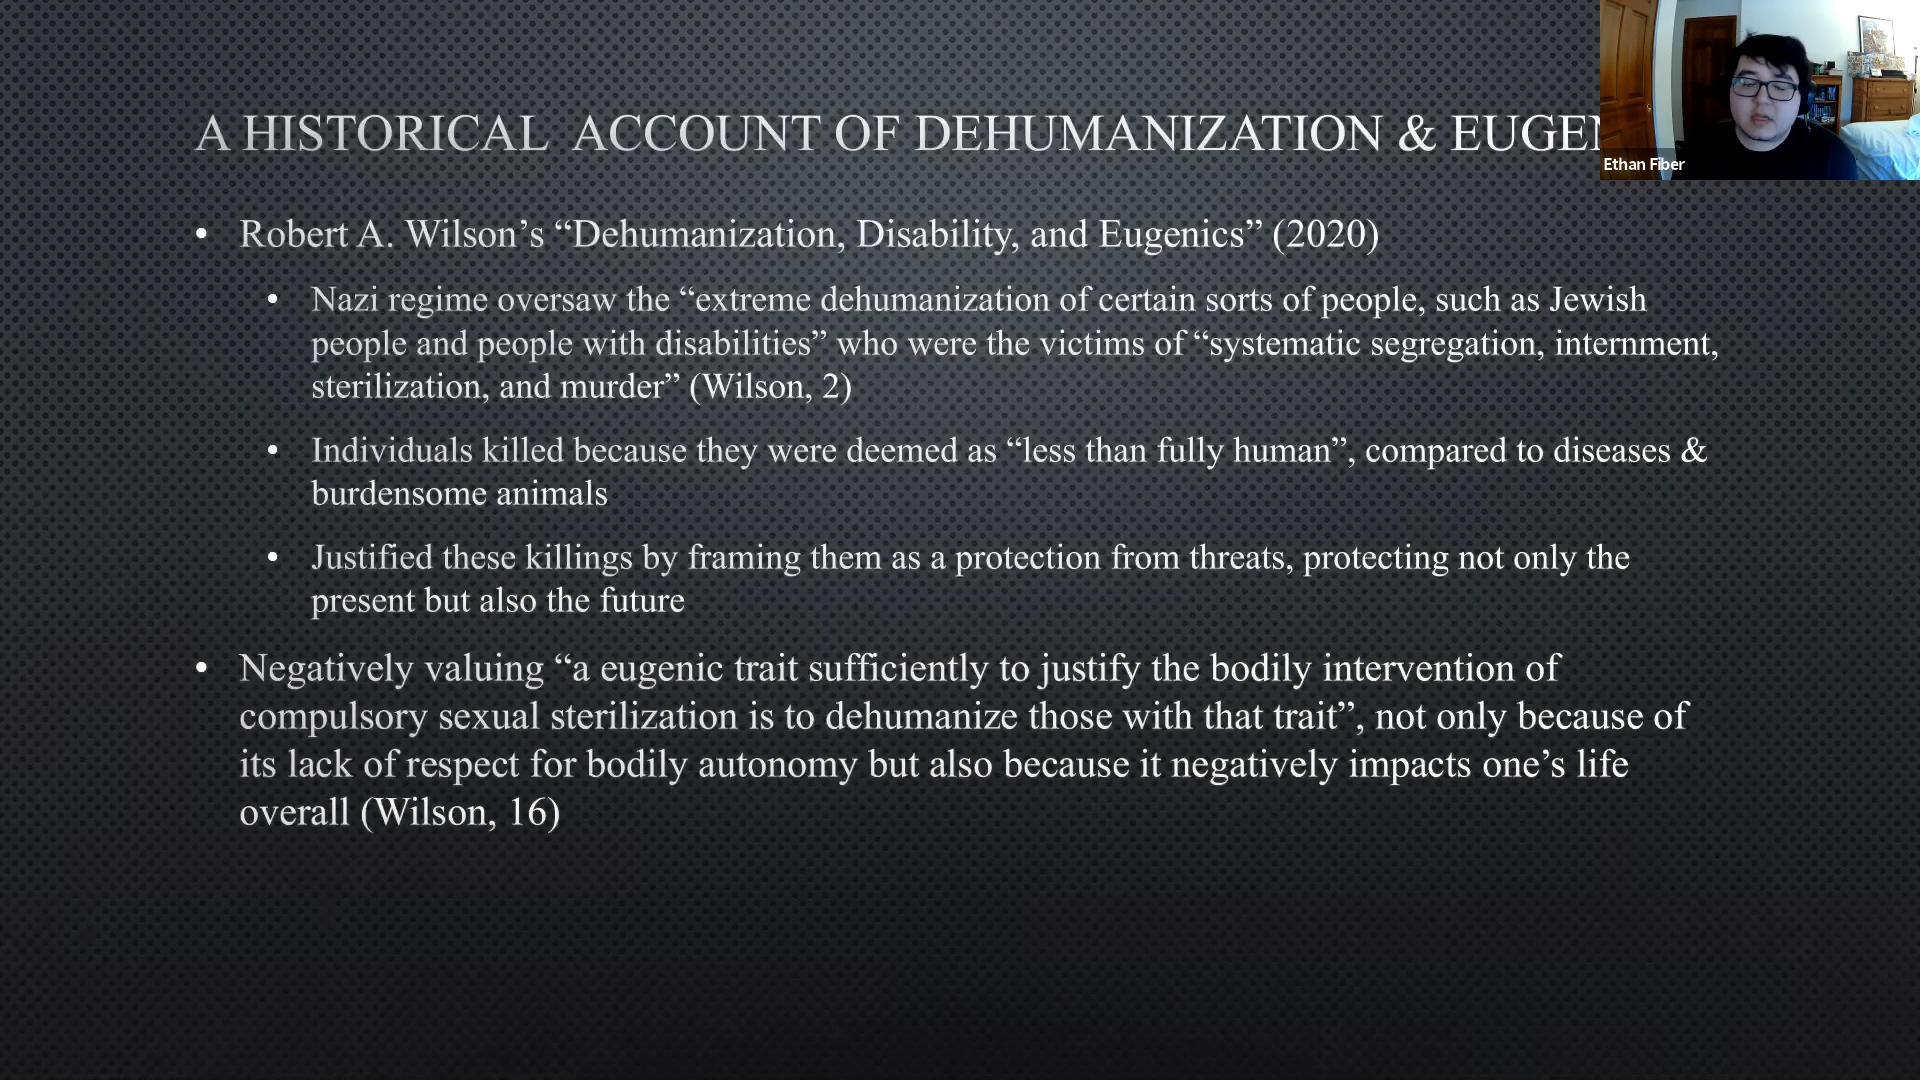 A HISTORICAL ACCOUNT OF DEHUMANIZATION & EUGEN
Ethan Fiber
• Robert A. Wilson’s “Dehumanization, Disability, and Eugenics” (2020)
• Nazi regime oversaw the “extreme dehumanization of certain sorts of people, such as Jewish
people and people with disabilities” who were the victims of “systematic segregation, internment,
sterilization, and murder” (Wilson, 2)
• Individuals killed because they were deemed as “less than fully human”, compared to diseases &
burdensome animals
• Justified these killings by framing them as a protection from threats, protecting not only the
present but also the future
• Negatively valuing “a eugenic trait sufficiently to justify the bodily intervention of
compulsory sexual sterilization is to dehumanize those with that trait”, not only because of
its lack of respect for bodily autonomy but also because it negatively impacts one’s life
overall (Wilson, 16)